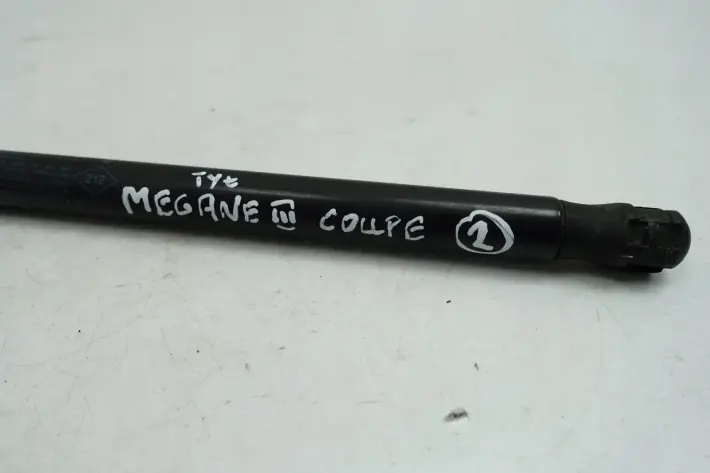 TYŁ
MEGANE III COUPE 2